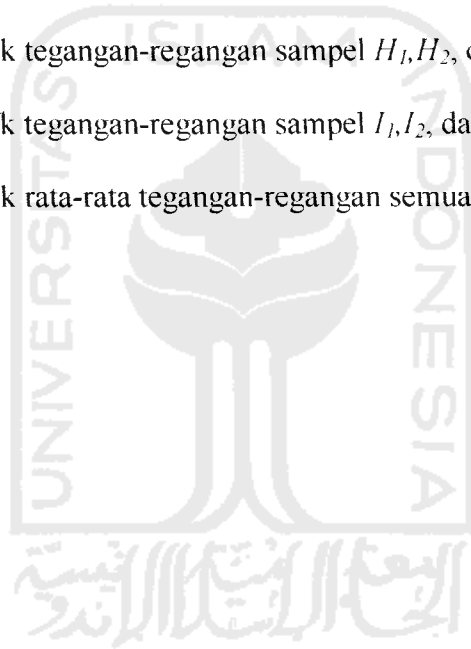 k tegangan-regangan sampel H1,H2,
k tegangan-regangan sampel I1,I2, da
k rata-rata tegangan-regangan semua
ISLAM
UNIVERSITAS
INDONESIA